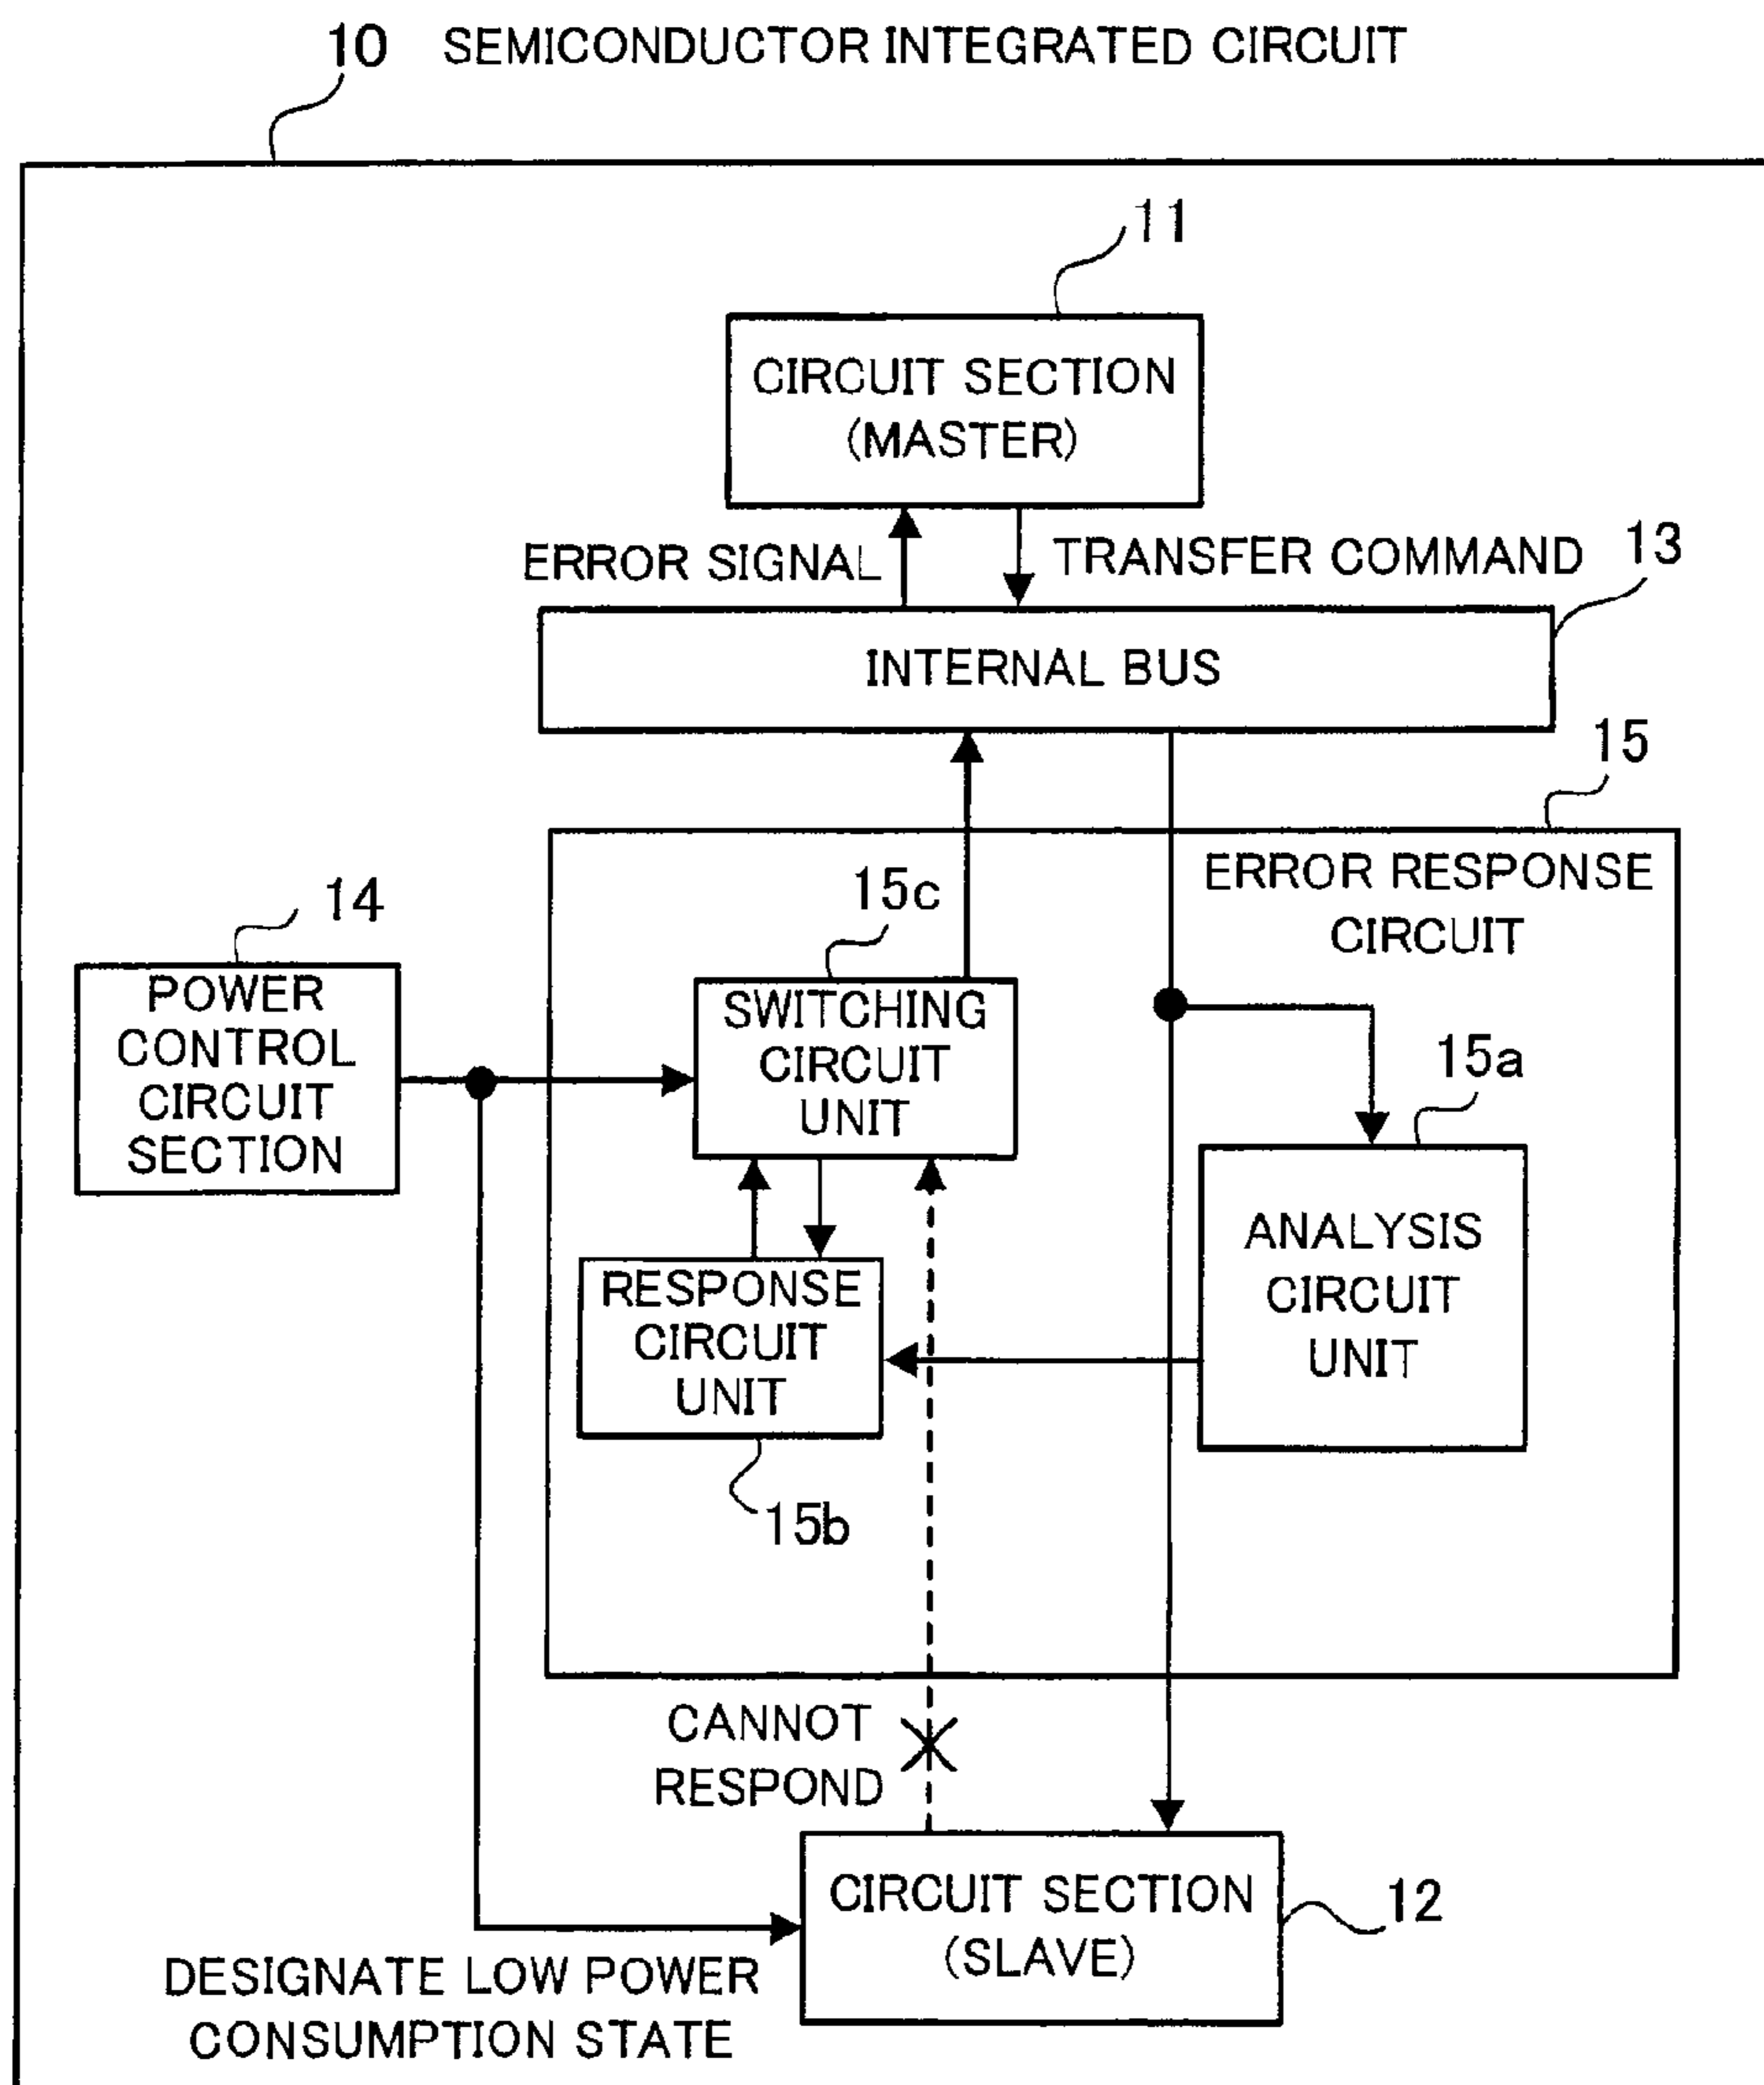 10 SEMICONDUCTOR INTEGRATED CIRCUIT
11
CIRCUIT SECTION
(MASTER)
ERROR SIGNAL
TRANSFER COMMAND
13
INTERNAL BUS
15
ERROR RESPONSE
CIRCUIT
14
POWER
CONTROL
CIRCUIT
SECTION
15c
SWITCHING
CIRCUIT
UNIT
15a
ANALYSIS
CIRCUIT
UNIT
RESPONSE
CIRCUIT
UNIT
15b
CANNOT
RESPOND
CIRCUIT SECTION
(SLAVE)
12
DESIGNATE LOW POWER
CONSUMPTION STATE